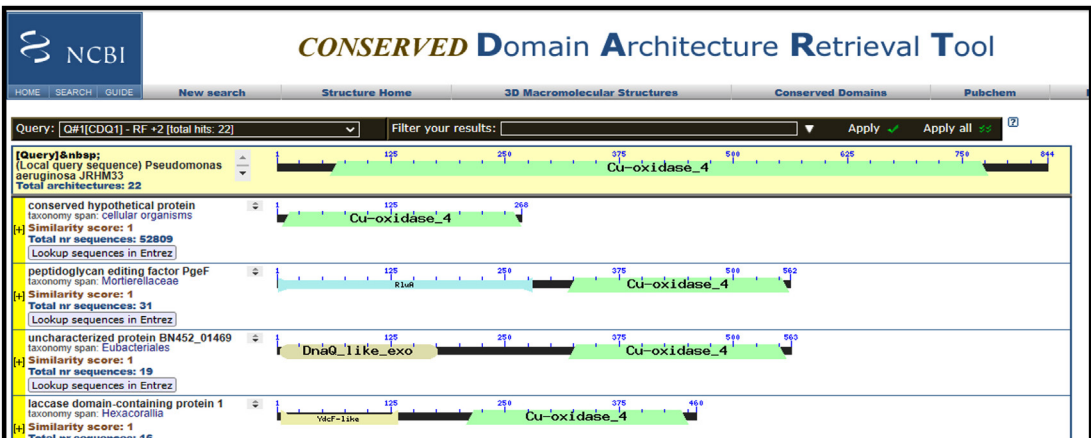 NCBI
CONSERVED Domain Architecture Retrieval Tool
HOME SEARCH GUIDE New search Structure Home 3D Macromolecular Structures Conserved Domains Pubchem
Query: Q#1[CDQ1] - RF +2 [total hits: 22] Filter your results: Apply Apply all ?
[Query]&nbsp;
(Local query sequence) Pseudomonas
aeruginosa JRHM33
Total architectures: 22
1 125 250 375 500 625 750 844
Cu-oxidase_4
conserved hypothetical protein
taxonomy span: cellular organisms
[+] Similarity score: 1
Total nr sequences: 52809
Lookup sequences in Entrez
1 125 268
Cu-oxidase_4
peptidoglycan editing factor PgeF
taxonomy span: Mortierellaceae
[+] Similarity score: 1
Total nr sequences: 31
Lookup sequences in Entrez
1 125 250 375 500 562
RluA Cu-oxidase_4
uncharacterized protein BN452_01469
taxonomy span: Eubacteriales
[+] Similarity score: 1
Total nr sequences: 19
Lookup sequences in Entrez
1 125 250 375 500 563
DnaQ_like_exo Cu-oxidase_4
laccase domain-containing protein 1
taxonomy span: Hexacorallia
[+] Similarity score: 1
Total nr sequences: 16
1 125 250 375 460
YdcF-like Cu-oxidase_4